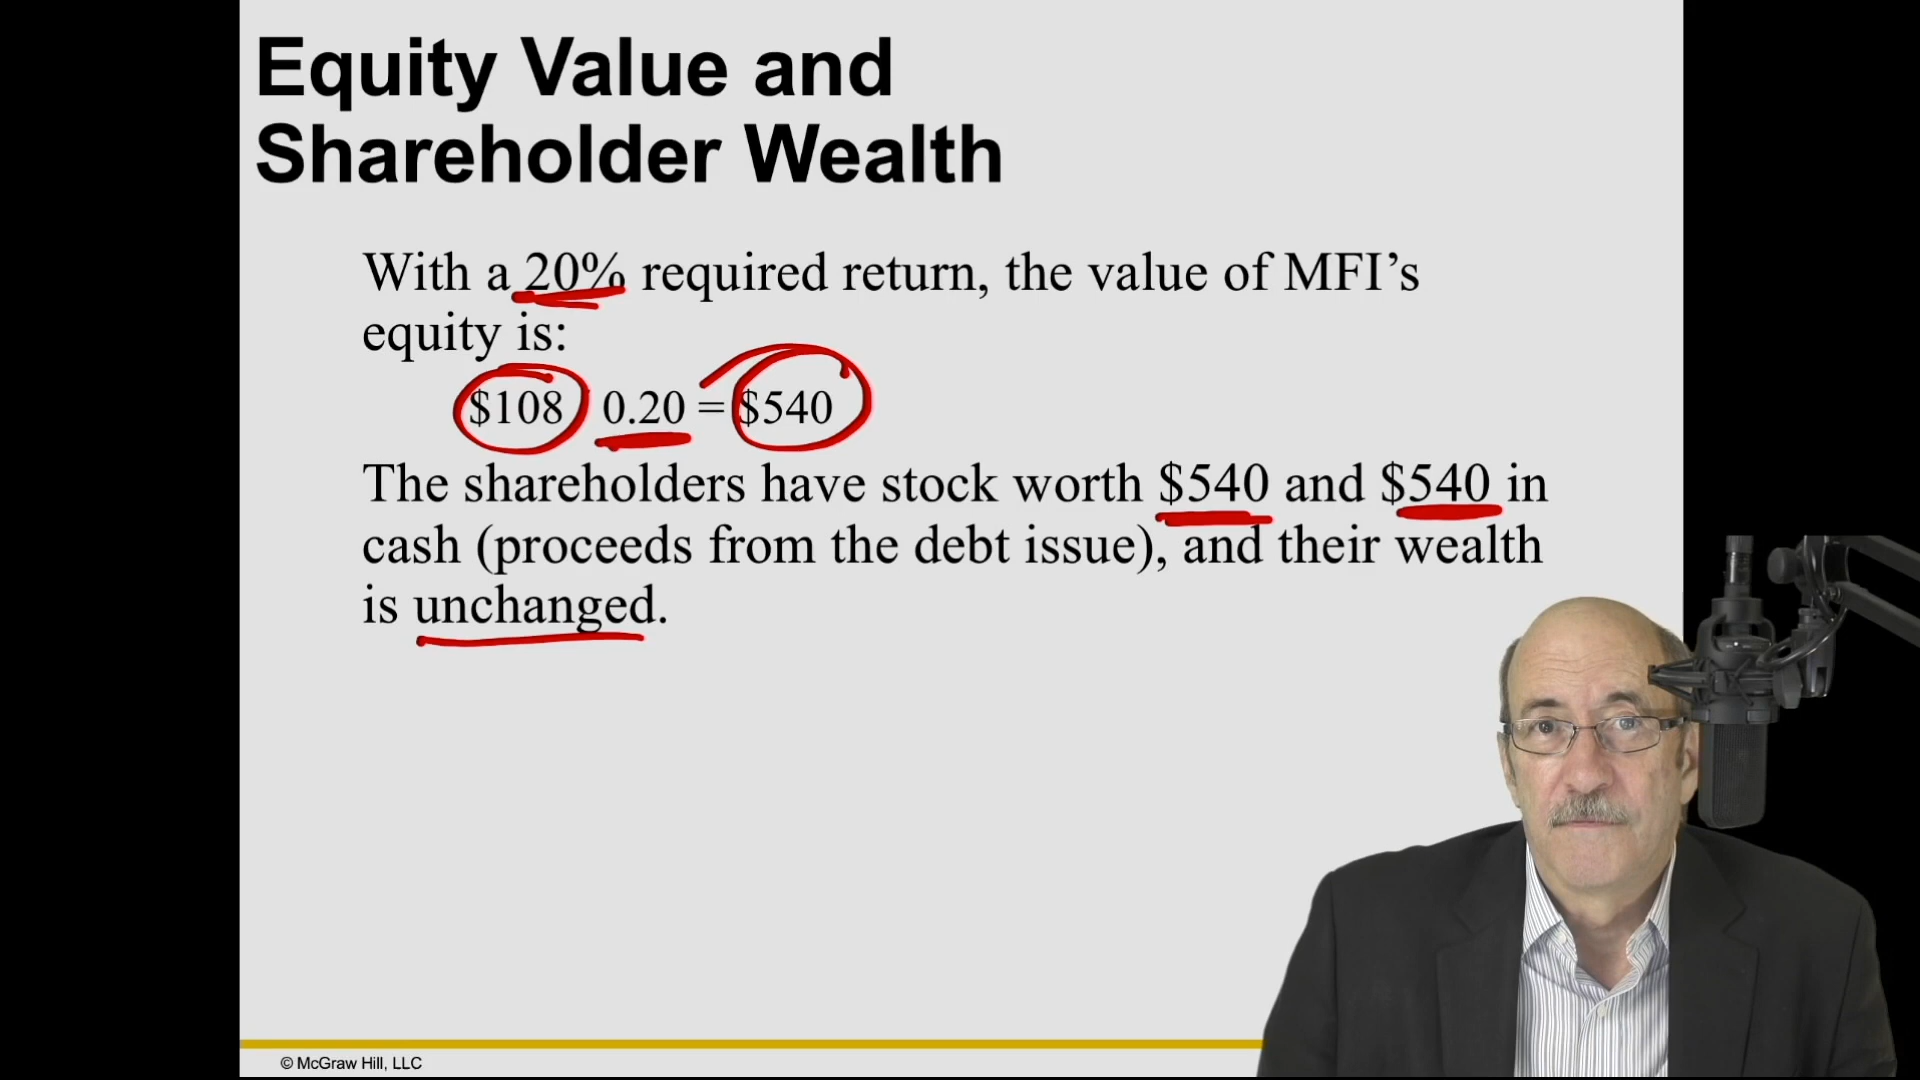 Equity Value and
Shareholder Wealth
With a 20% required return, the value of MFI’s
equity is:
$108 0.20 = $540
The shareholders have stock worth $540 and $540 in
cash (proceeds from the debt issue), and their wealth
is unchanged.
© McGraw Hill, LLC